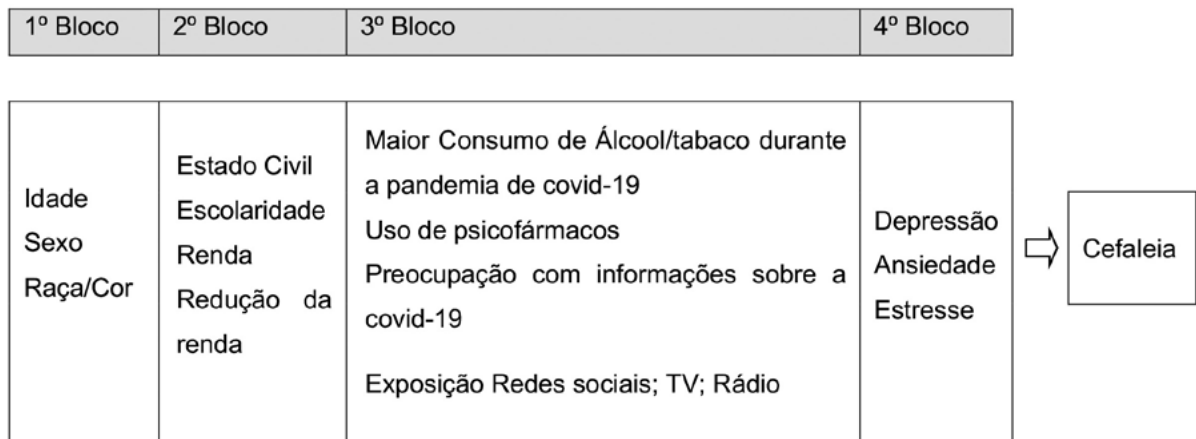 1º Bloco
2º Bloco
3º Bloco
4º Bloco
Idade
Sexo
Raça/Cor
Estado Civil
Escolaridade
Renda
Redução da
renda
Maior Consumo de Álcool/tabaco durante
a pandemia de covid-19
Uso de psicofármacos
Preocupação com informações sobre a
covid-19
Exposição Redes sociais; TV; Rádio
Depressão
Ansiedade
Estresse
Cefaleia